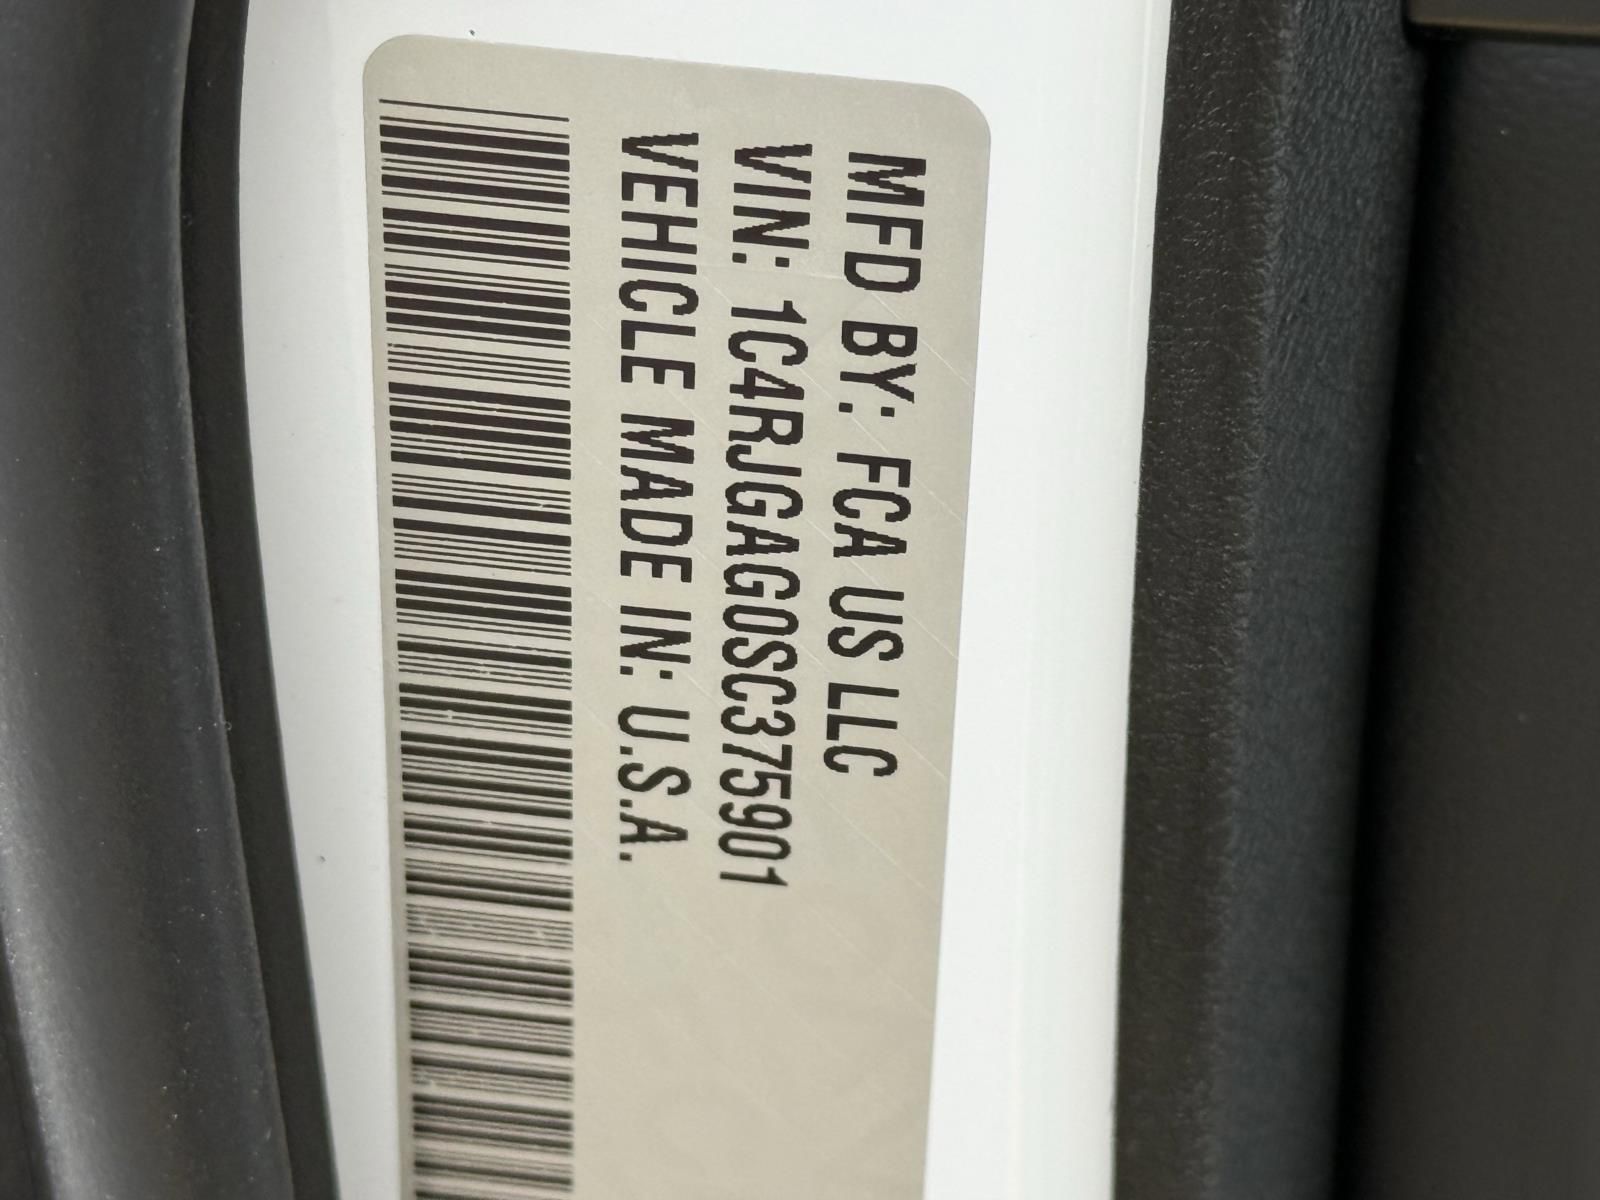 MFD BY: FCA US LLC
VIN: 1C4RJGAG0SC375901
VEHICLE MADE IN: U.S.A.